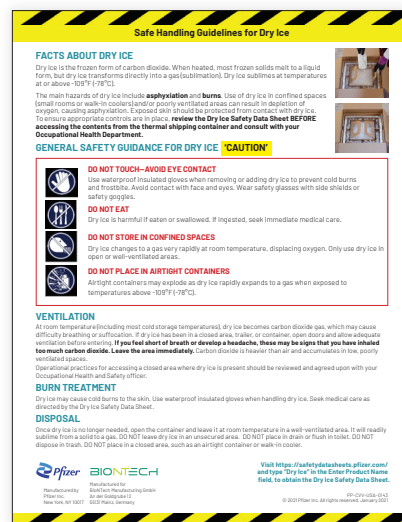 Safe Handling Guidelines for Dry Ice
FACTS ABOUT DRY ICE
Dry ice is the frozen form of carbon dioxide. When heated, most frozen solids melt to a liquid
form, but dry ice transforms directly into a gas (sublimation). Dry ice sublimes at temperatures
at or above -109°F (-78°C).
The main hazards of dry ice include asphyxiation and burns. Use of dry ice in confined spaces
(small rooms or walk-in coolers) and/or poorly ventilated areas can result in depletion of
oxygen, causing asphyxiation. Exposed skin should be protected from contact with dry ice.
To ensure appropriate controls are in place, review the Dry Ice Safety Data Sheet BEFORE
accessing the contents from the thermal shipping container and consult with your
Occupational Health Department.
GENERAL SAFETY GUIDANCE FOR DRY ICE 'CAUTION'
DO NOT TOUCH—AVOID EYE CONTACT
Use waterproof insulated gloves when removing or adding dry ice to prevent cold burns
and frostbite. Avoid contact with face and eyes. Wear safety glasses with side shields or
safety goggles.
DO NOT EAT
Dry ice is harmful if eaten or swallowed. If ingested, seek immediate medical care.
DO NOT STORE IN CONFINED SPACES
Dry ice changes to a gas very rapidly at room temperature, displacing oxygen. Only use dry ice in
open or well-ventilated areas.
DO NOT PLACE IN AIRTIGHT CONTAINERS
Airtight containers may explode as dry ice rapidly expands to a gas when exposed to
temperatures above -109°F (-78°C).
VENTILATION
At room temperature (including most cold storage temperatures), dry ice becomes carbon dioxide gas, which may cause
difficulty breathing or suffocation. If dry ice has been in a closed area, trailer, or container, open doors and allow adequate
ventilation before entering. If you feel short of breath or develop a headache, these may be signs that you have inhaled
too much carbon dioxide. Leave the area immediately. Carbon dioxide is heavier than air and accumulates in low, poorly
ventilated spaces.
Operational practices for accessing a closed area where dry ice is present should be reviewed and agreed upon with your
Occupational Health and Safety officer.
BURN TREATMENT
Dry ice may cause cold burns to the skin. Use waterproof insulated gloves when handling dry ice. Seek medical care as
directed by the Dry Ice Safety Data Sheet.
DISPOSAL
Once dry ice is no longer needed, open the container and leave it at room temperature in a well-ventilated area. It will readily
sublime from a solid to a gas. DO NOT leave dry ice in an unsecured area. DO NOT place in drain or flush in toilet. DO NOT
dispose in trash. DO NOT place in a closed area, such as an airtight container or walk-in cooler.
Pfizer
BIONTECH
Manufactured by
Pfizer Inc.
New York, NY 10017
Manufactured for
BioNTech Manufacturing GmbH
An der Goldgrube 12
55131 Mainz, Germany
Visit https://safetydatasheets.pfizer.com/
and type "Dry Ice" in the Enter Product Name
field, to obtain the Dry Ice Safety Data Sheet.
PP-CVV-USA-0143
© 2021 Pfizer Inc. All rights reserved. January 2021